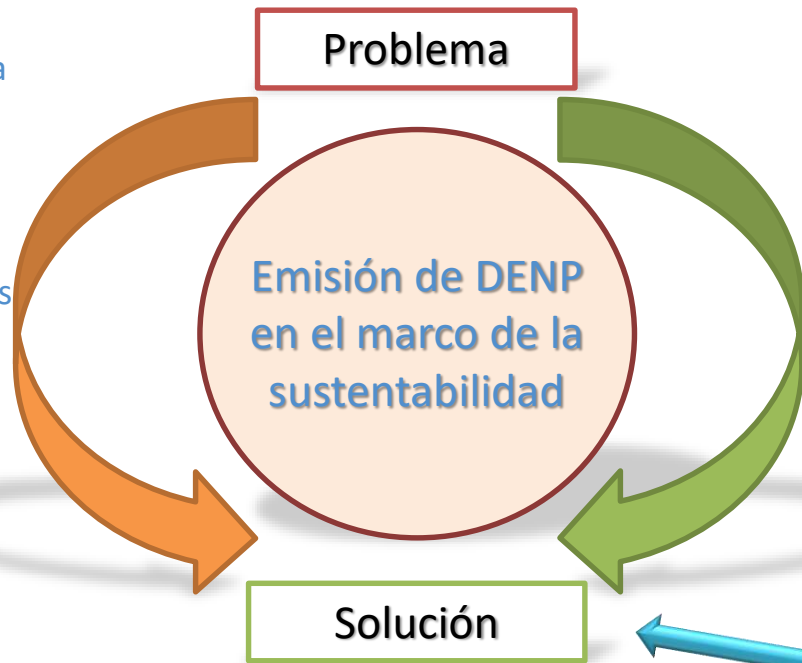 Problema
Emisión de DENP
en el marco de la
sustentabilidad
Solución